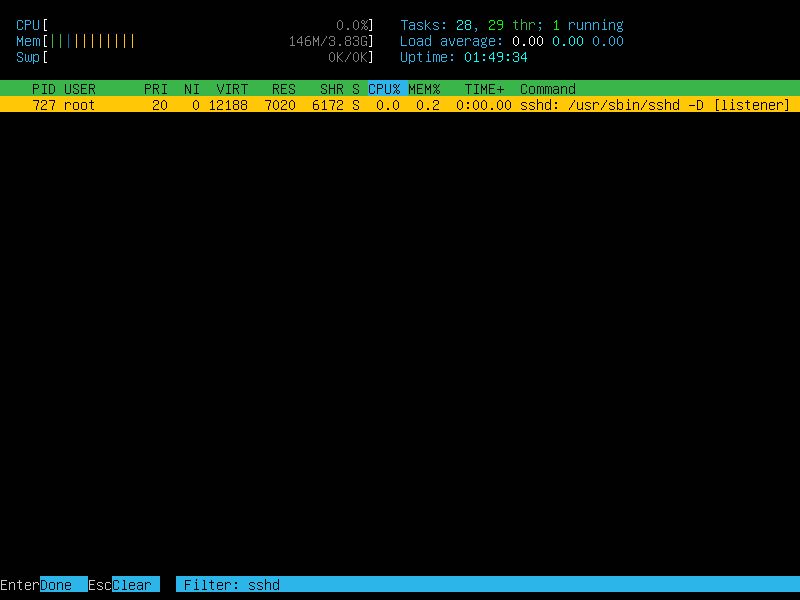 CPU[ 0.0%] Tasks: 28, 29 thr; 1 running
Mem[||||||||||| 146M/3.83G] Load average: 0.00 0.00 0.00
Swp[ 0K/0K] Uptime: 01:49:34
PID USER PRI NI VIRT RES SHR S CPU% MEM% TIME+ Command
727 root 20 0 12188 7020 6172 S 0.0 0.2 0:00.00 sshd: /usr/sbin/sshd -D [listener]
EnterDone EscClear Filter: sshd